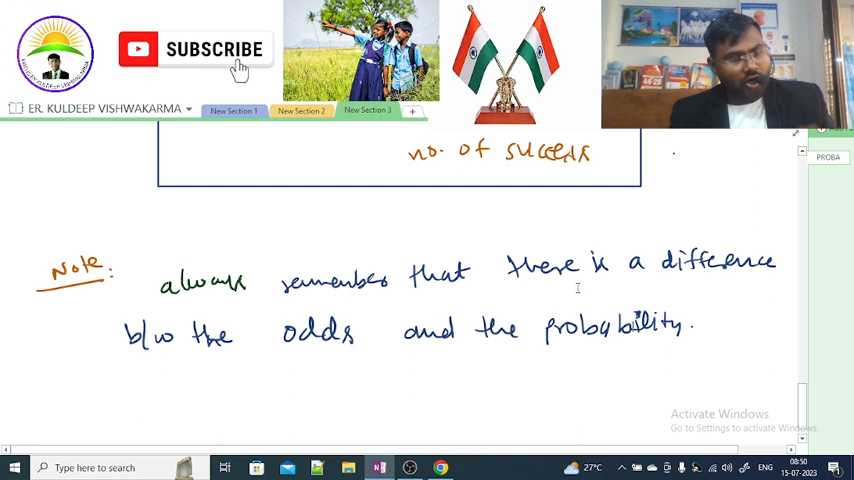 SUBSCRIBE
ER. KULDEEP VISHWAKARMA
New Section 1
New Section 2
New Section 3
PROBA
no. of success
Note: always remember that there is a difference
b/w the odds and the probability.
Activate Windows
Go to Settings to activate Windows.
Type here to search
27°C
ENG
08:50
15-07-2023